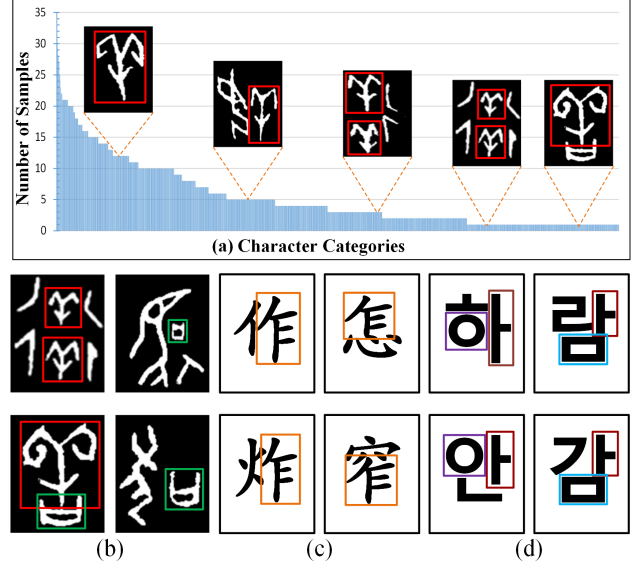 35
30
25
20
15
10
5
0
Number of Samples
(a) Character Categories
作 怎 하 람
炸 窄 안 감
(b) (c) (d)